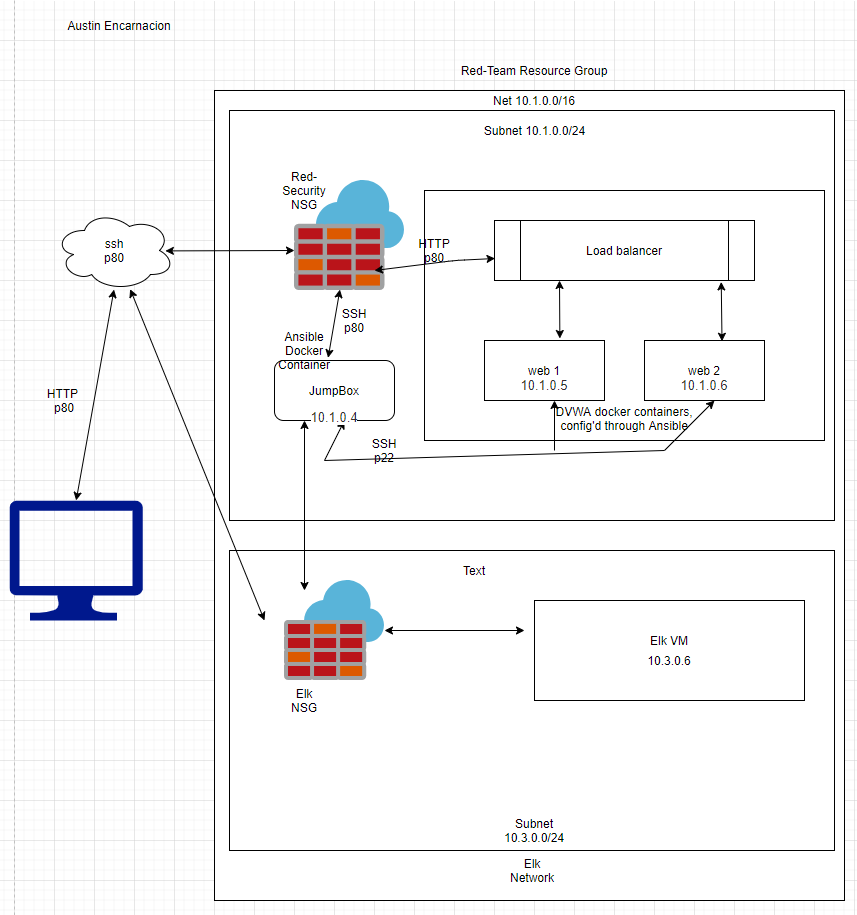 Austin Encarnacion
Red-Team Resource Group
Net 10.1.0.0/16
Subnet 10.1.0.0/24
Red-
Security
NSG
ssh
p80
HTTP
p80
Load balancer
SSH
p80
Ansible
Docker
Container
JumpBox
10.1.0.4
web 1
10.1.0.5
web 2
10.1.0.6
HTTP
p80
DVWA docker containers,
config'd through Ansible
SSH
p22
Text
Elk VM
10.3.0.6
Elk
NSG
Subnet
10.3.0.0/24
Elk
Network